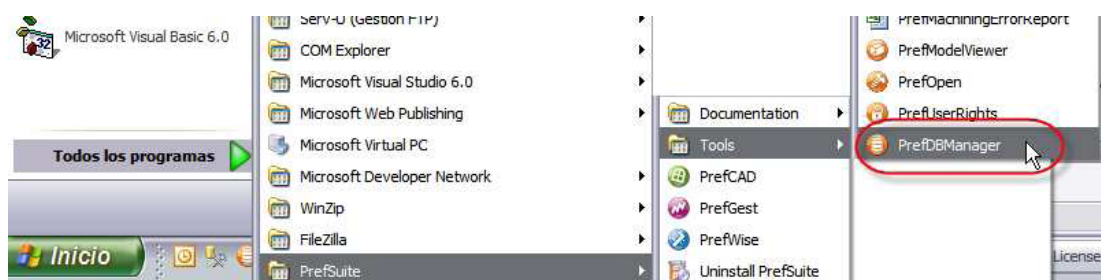 Microsoft Visual Basic 6.0
Todos los programas
Inicio
Serv-U (Gestion FTP)
COM Explorer
Microsoft Visual Studio 6.0
Microsoft Web Publishing
Microsoft Virtual PC
Microsoft Developer Network
WinZip
FileZilla
PrefSuite
Documentation
Tools
PrefCAD
PrefGest
PrefWise
Uninstall PrefSuite
PrefMachiningErrorReport
PrefModelViewer
PrefOpen
PrefUserRights
PrefDBManager
License